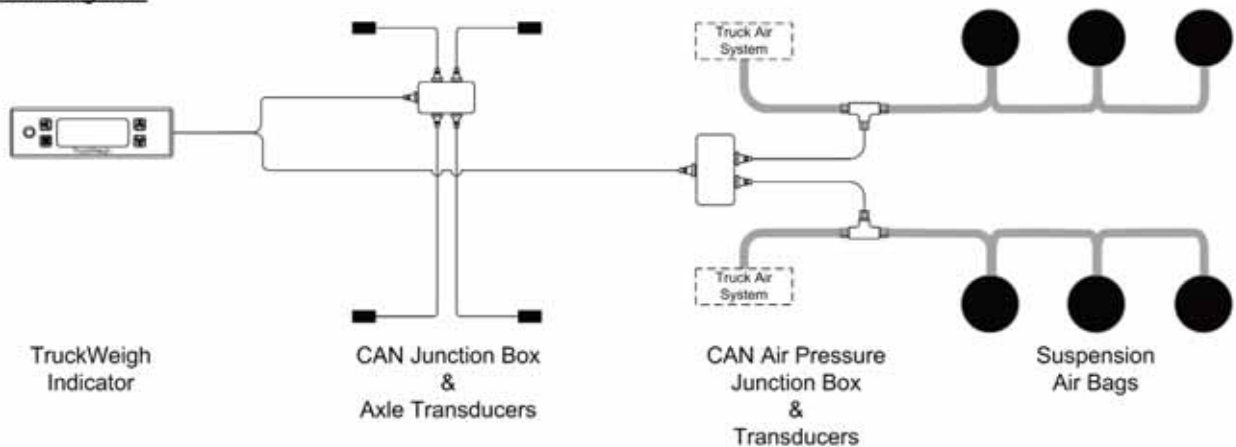 Truck Air
System
Truck Air
System
TruckWeigh
Indicator
CAN Junction Box
&
Axle Transducers
CAN Air Pressure
Junction Box
&
Transducers
Suspension
Air Bags